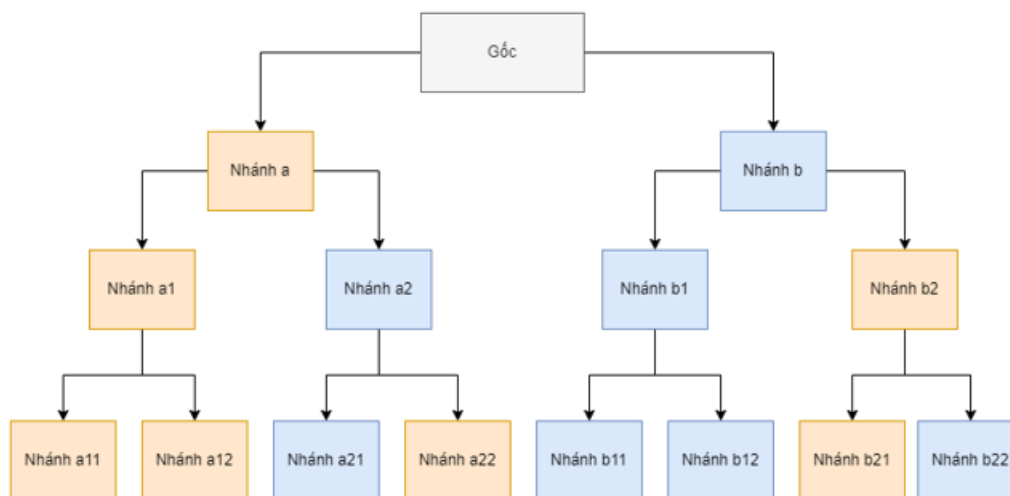 Gốc
Nhánh a
Nhánh b
Nhánh a1
Nhánh a2
Nhánh b1
Nhánh b2
Nhánh a11
Nhánh a12
Nhánh a21
Nhánh a22
Nhánh b11
Nhánh b12
Nhánh b21
Nhánh b22